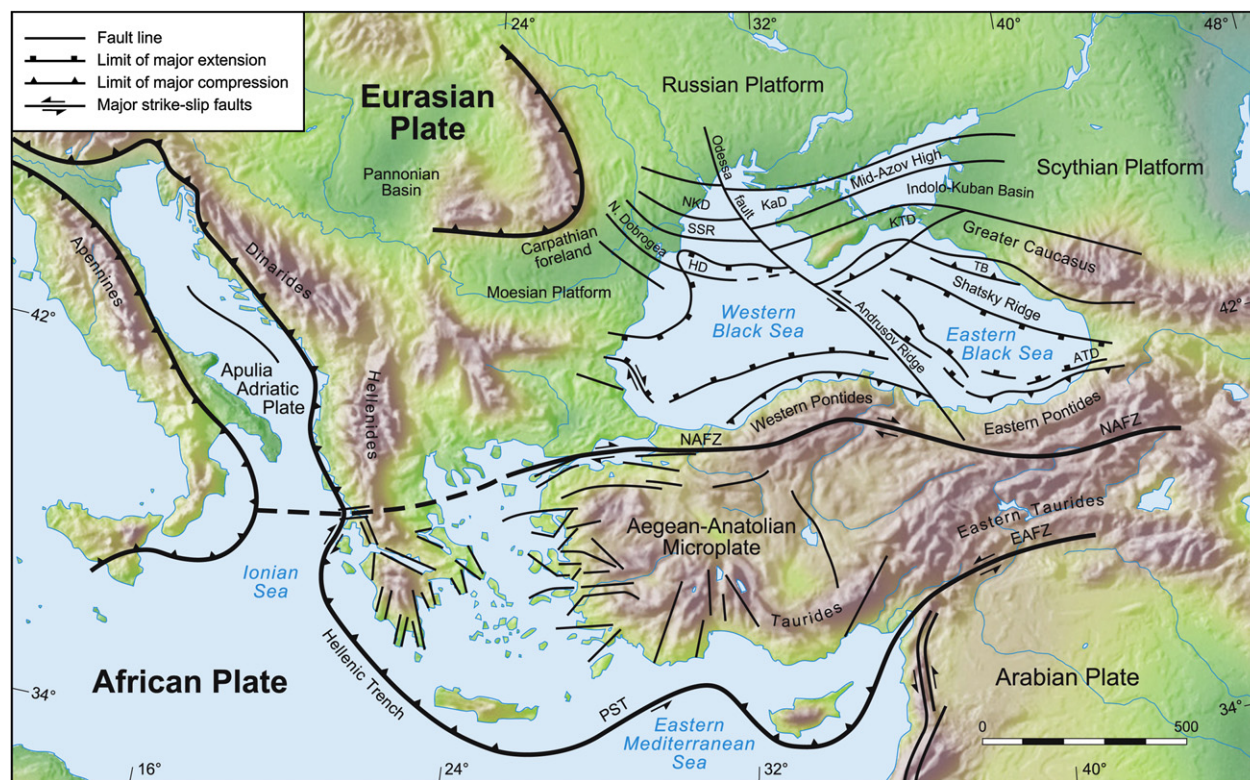 24°
32°
40°
48°
Fault line
Limit of major extension
Limit of major compression
Major strike-slip faults
Eurasian
Plate
Russian Platform
Scythian Platform
Pannonian
Basin
Odessa
fault
Mid-Azov High
Indolo-Kuban Basin
NKD
KaD
SSR
KTD
N. Dobrogea
Carpathian
foreland
HD
Greater Caucasus
TB
Shatsky Ridge
Moesian Platform
Apennines
Dinarides
42°
42°
Western
Black Sea
Andrusov Ridge
Eastern
Black Sea
ATD
Apulia
Adriatic
Plate
Hellenides
Western Pontides
Eastern Pontides
NAFZ
NAFZ
Aegean-Anatolian
Microplate
Eastern Taurides
EAFZ
Ionian
Sea
Taurides
Hellenic Trench
African Plate
Arabian Plate
34°
34°
PST
Eastern
Mediterranean
Sea
0
500
16°
24°
32°
40°